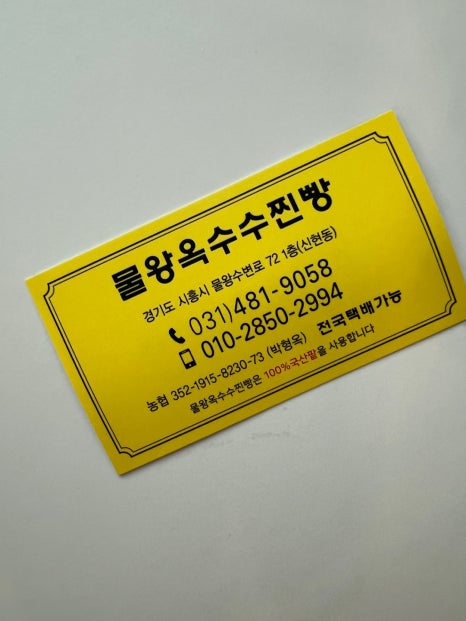 물왕옥수수찐빵
경기도 시흥시 물왕수변로 72 1층(신현동)
031)481-9058
010-2850-2994 전국택배가능
농협 352-1915-8230-73 (박형옥)
물왕옥수수찐빵은 100%국산팥을 사용합니다